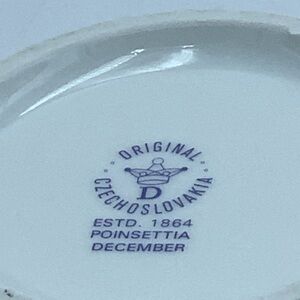 ORIGINAL
D
CZECHOSLOVAKIA
ESTD. 1864
POINSETTIA
DECEMBER